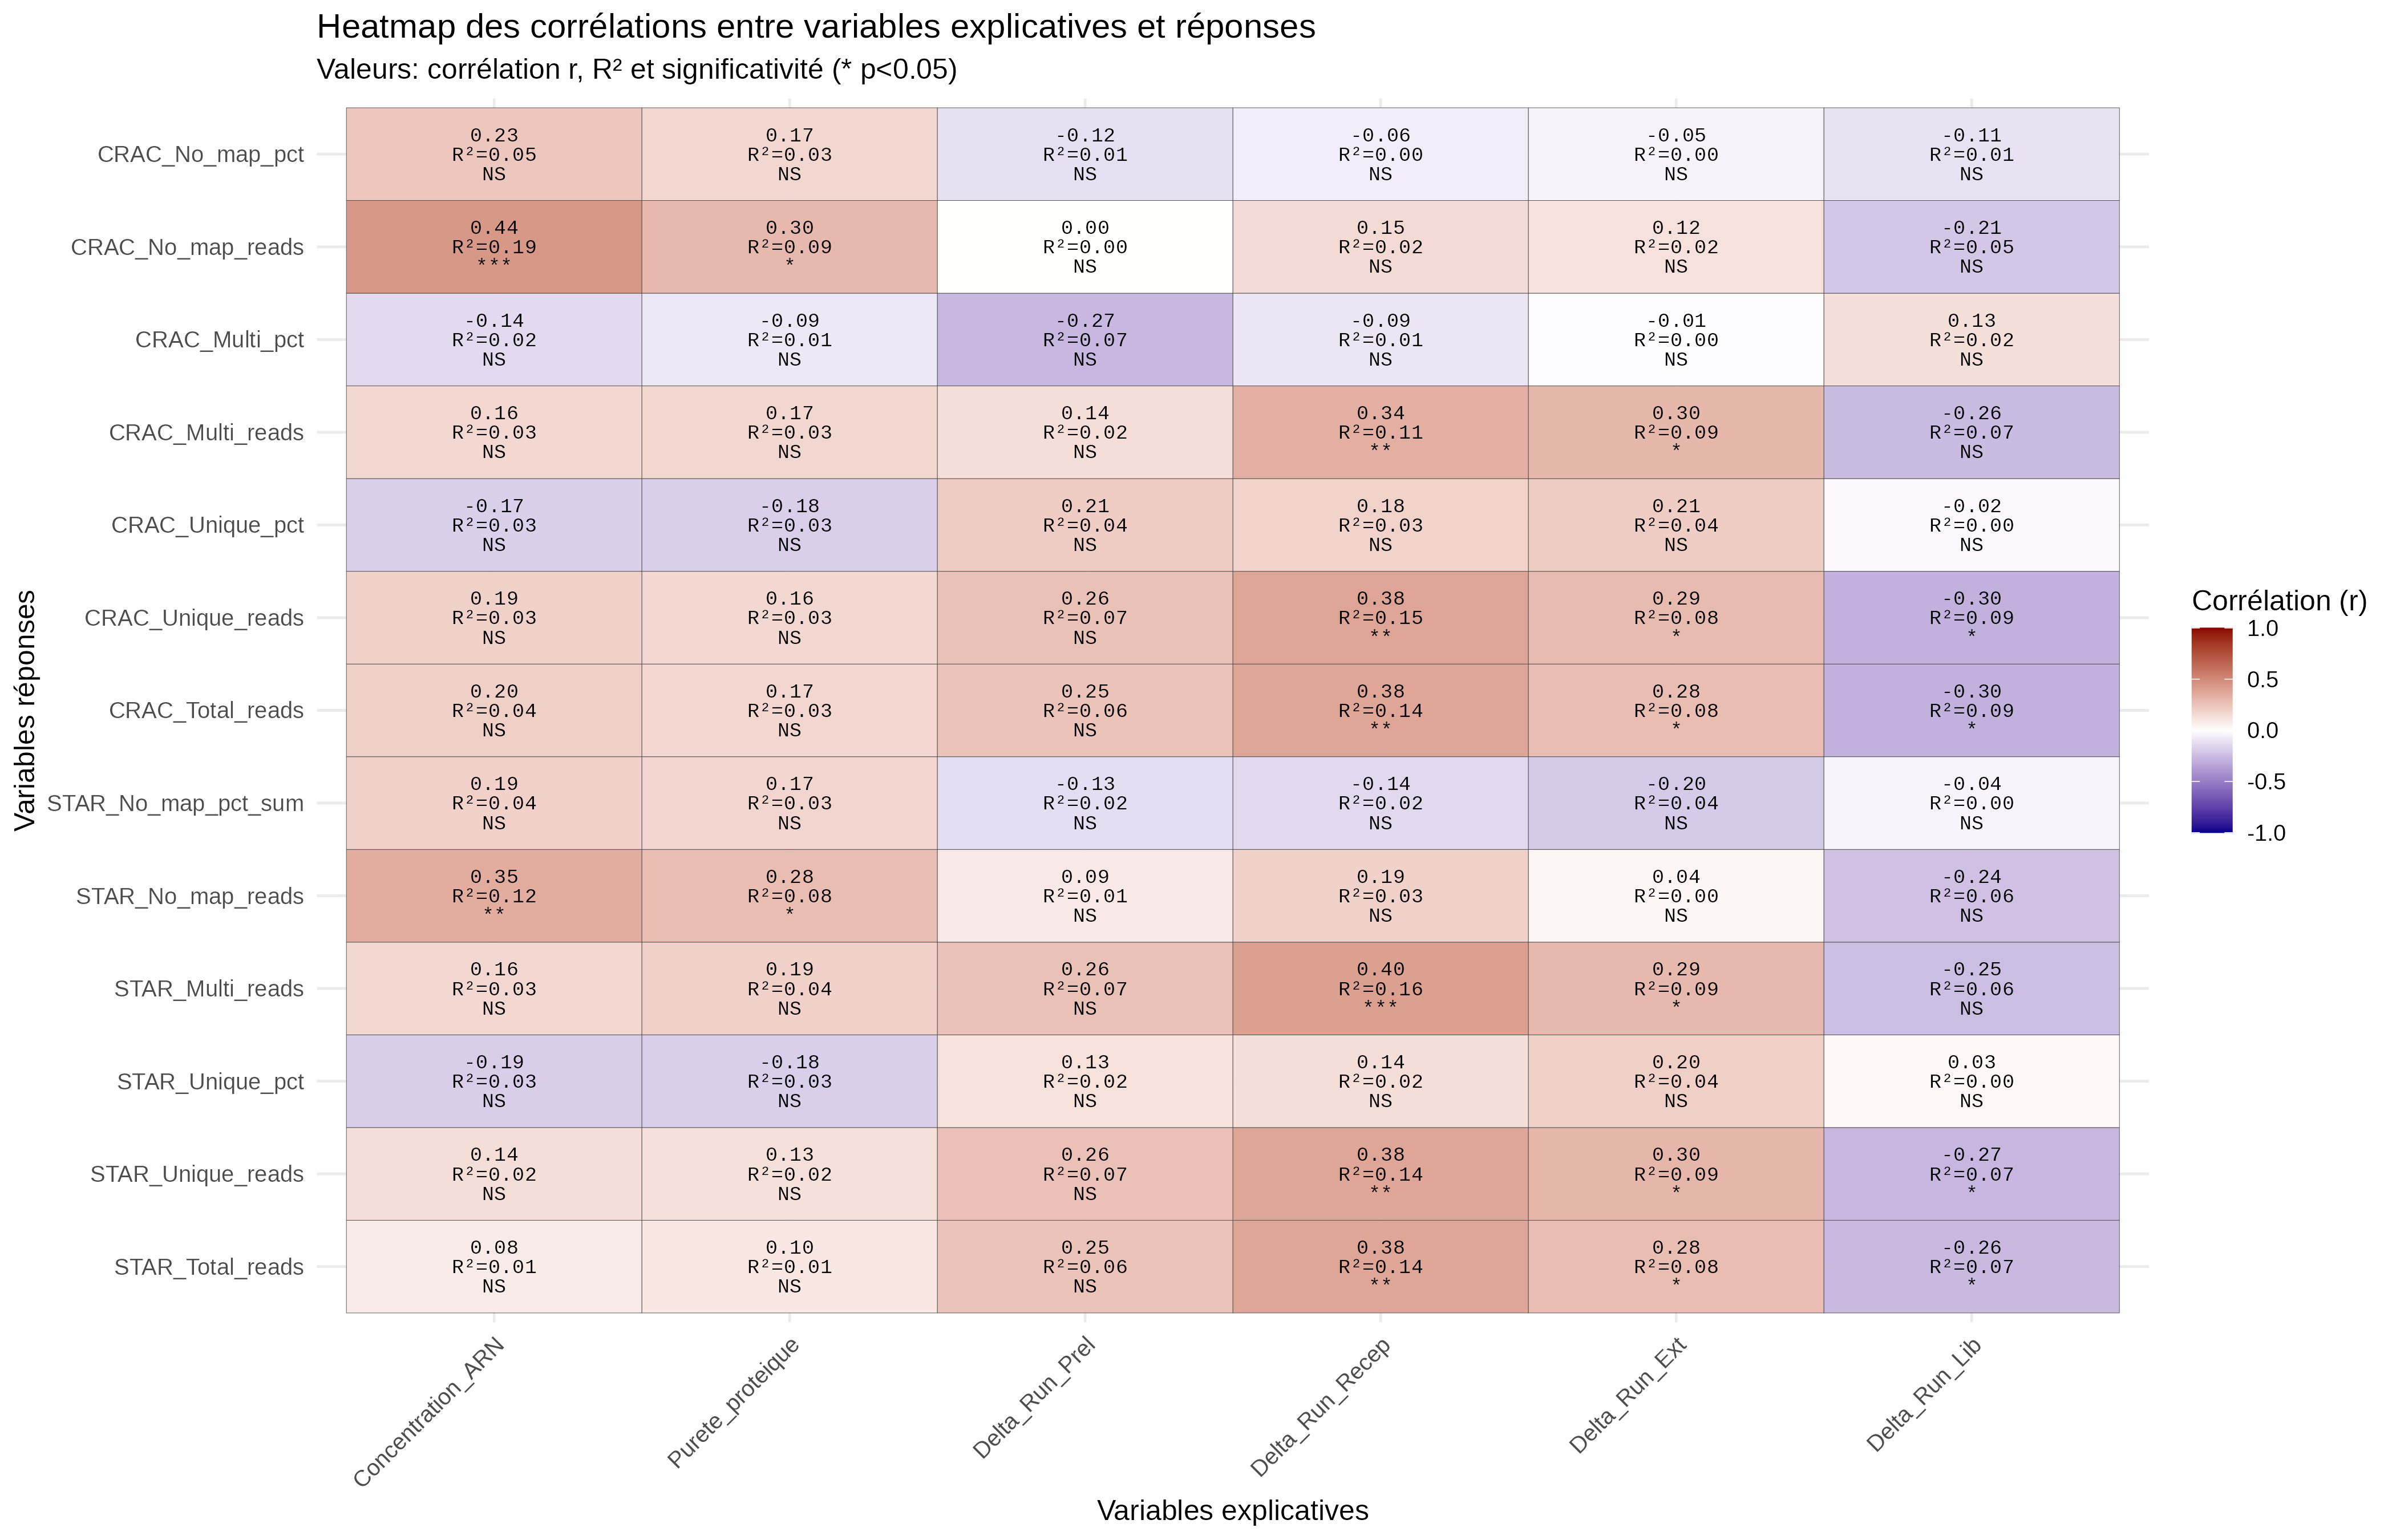 Heatmap des corrélations entre variables explicatives et réponses
Valeurs: corrélation r, R² et significativité (* p<0.05)
Variables réponses
CRAC_No_map_pct
0.23 0.17 -0.12 -0.06 -0.05 -0.11
R²=0.05 R²=0.03 R²=0.01 R²=0.00 R²=0.00 R²=0.01
NS NS NS NS NS NS
CRAC_No_map_reads
0.44 0.30 0.00 0.15 0.12 -0.21
R²=0.19 R²=0.09 R²=0.00 R²=0.02 R²=0.02 R²=0.05
*** * NS NS NS NS
CRAC_Multi_pct
-0.14 -0.09 -0.27 -0.09 -0.01 0.13
R²=0.02 R²=0.01 R²=0.07 R²=0.01 R²=0.00 R²=0.02
NS NS NS NS NS NS
CRAC_Multi_reads
0.16 0.17 0.14 0.34 0.30 -0.26
R²=0.03 R²=0.03 R²=0.02 R²=0.11 R²=0.09 R²=0.07
NS NS NS ** * NS
CRAC_Unique_pct
-0.17 -0.18 0.21 0.18 0.21 -0.02
R²=0.03 R²=0.03 R²=0.04 R²=0.03 R²=0.04 R²=0.00
NS NS NS NS NS NS
CRAC_Unique_reads
0.19 0.16 0.26 0.38 0.29 -0.30
R²=0.03 R²=0.03 R²=0.07 R²=0.15 R²=0.08 R²=0.09
NS NS NS ** * *
CRAC_Total_reads
0.20 0.17 0.25 0.38 0.28 -0.30
R²=0.04 R²=0.03 R²=0.06 R²=0.14 R²=0.08 R²=0.09
NS NS NS ** * *
STAR_No_map_pct_sum
0.19 0.17 -0.13 -0.14 -0.20 -0.04
R²=0.04 R²=0.03 R²=0.02 R²=0.02 R²=0.04 R²=0.00
NS NS NS NS NS NS
STAR_No_map_reads
0.35 0.28 0.09 0.19 0.04 -0.24
R²=0.12 R²=0.08 R²=0.01 R²=0.03 R²=0.00 R²=0.06
** * NS NS NS NS
STAR_Multi_reads
0.16 0.19 0.26 0.40 0.29 -0.25
R²=0.03 R²=0.04 R²=0.07 R²=0.16 R²=0.09 R²=0.06
NS NS NS *** * NS
STAR_Unique_pct
-0.19 -0.18 0.13 0.14 0.20 0.03
R²=0.03 R²=0.03 R²=0.02 R²=0.02 R²=0.04 R²=0.00
NS NS NS NS NS NS
STAR_Unique_reads
0.14 0.13 0.26 0.38 0.30 -0.27
R²=0.02 R²=0.02 R²=0.07 R²=0.14 R²=0.09 R²=0.07
NS NS NS ** * *
STAR_Total_reads
0.08 0.10 0.25 0.38 0.28 -0.26
R²=0.01 R²=0.01 R²=0.06 R²=0.14 R²=0.08 R²=0.07
NS NS NS ** * *
Concentration_ARN
Purete_proteique
Delta_Run_Prel
Delta_Run_Recep
Delta_Run_Ext
Delta_Run_Lib
Variables explicatives
Corrélation (r)
1.0
0.5
0.0
-0.5
-1.0